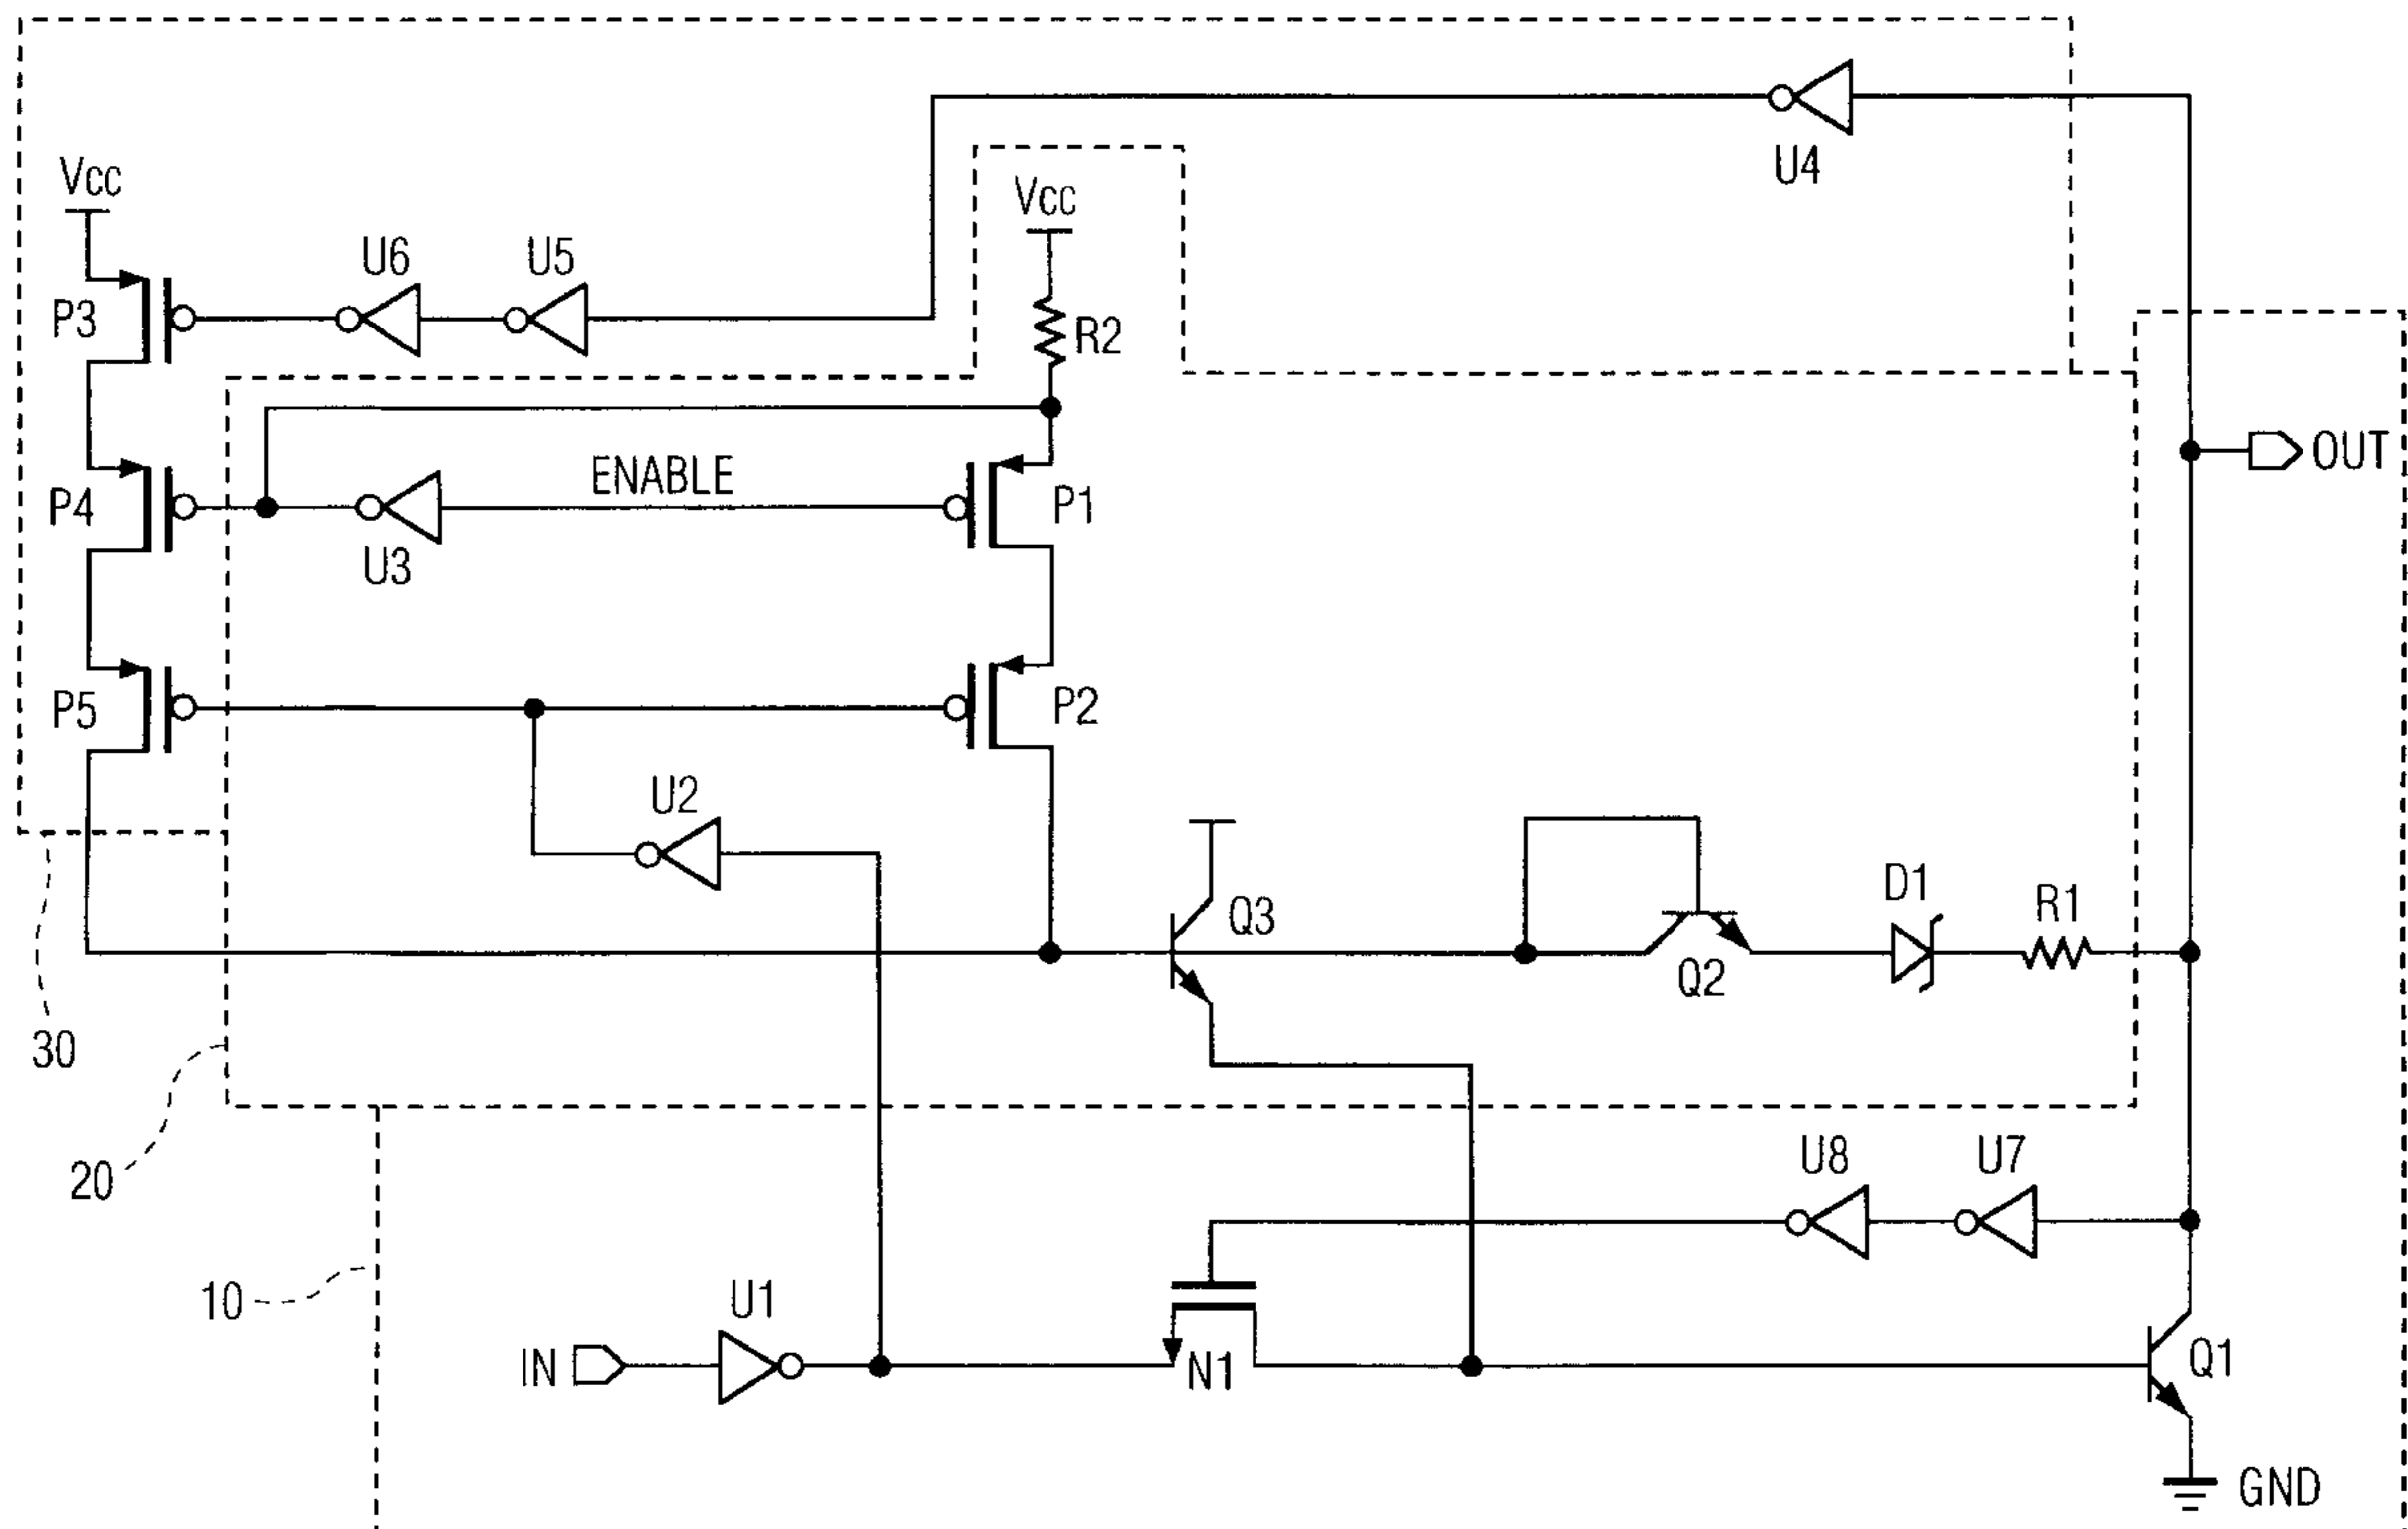 U4
Vcc
Vcc
U6
U5
P3
R2
OUT
ENABLE
P4
P1
U3
P5
P2
U2
D1
R1
Q3
Q2
30
20
U8
U7
10
U1
IN
N1
Q1
GND